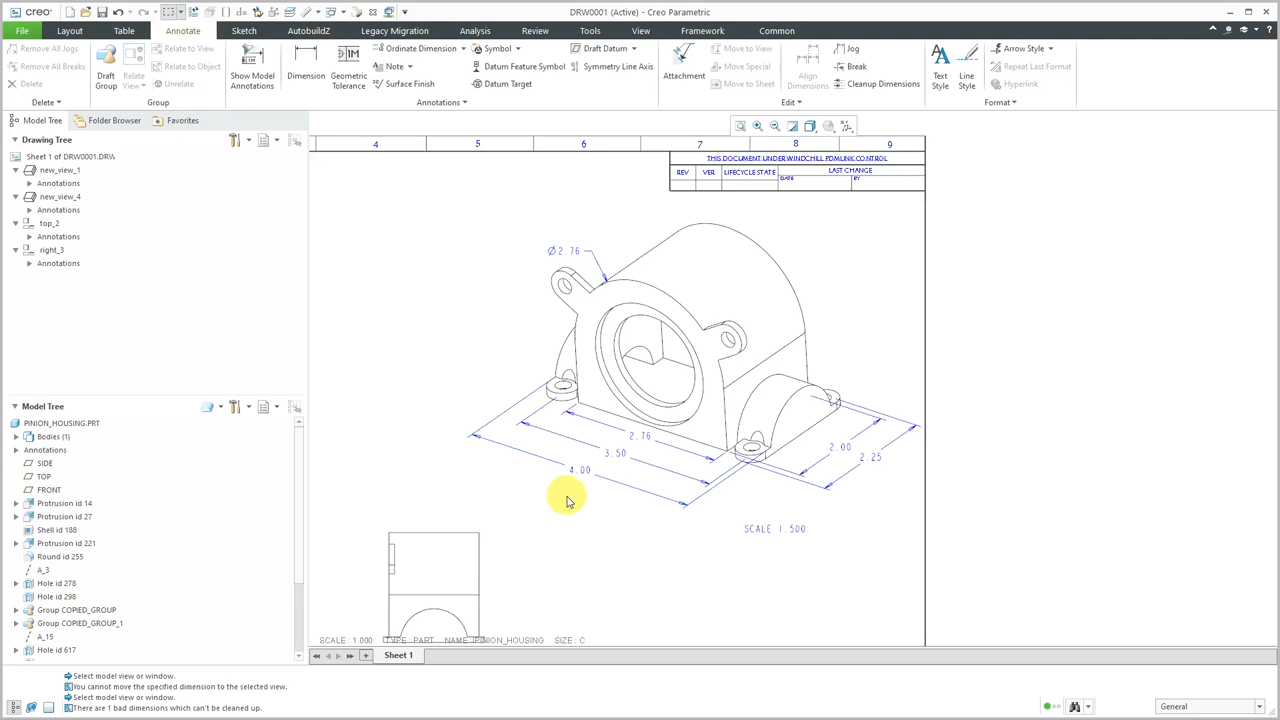 creo
DRW0001 (Active) - Creo Parametric
File Layout Table Annotate Sketch AutobuildZ Legacy Migration Analysis Review Tools View Framework Common
Remove All Jogs
Remove All Breaks
Delete
Delete
Draft Group
Relate View
Relate to View
Relate to Object
Unrelate
Group
Show Model Annotations
Dimension
Geometric Tolerance
Ordinate Dimension
Note
Surface Finish
Symbol
Datum Feature Symbol
Datum Target
Draft Datum
Symmetry Line Axis
Annotations
Attachment
Move to View
Move Special
Move to Sheet
Align Dimensions
Jog
Break
Cleanup Dimensions
Edit
Text Style
Line Style
Arrow Style
Repeat Last Format
Hyperlink
Format
Model Tree Folder Browser Favorites
Drawing Tree
Sheet 1 of DRW0001.DRW
new_view_1
Annotations
new_view_4
Annotations
top_2
Annotations
right_3
Annotations
Model Tree
PINION_HOUSING.PRT
Bodies (1)
Annotations
SIDE
TOP
FRONT
Protrusion id 14
Protrusion id 27
Shell id 188
Protrusion id 221
Round id 255
A_3
Hole id 278
Hole id 298
Group COPIED_GROUP
Group COPIED_GROUP_1
A_15
Hole id 617
4 5 6 7 8 9
THIS DOCUMENT UNDER WINDCHILL PDMLINK CONTROL
REV VER LIFECYCLE STATE LAST CHANGE
DATE BY
Ø2.76
2.76
3.50
4.00
2.00
2.25
SCALE 1.500
SCALE : 1.000 TYPE : PART NAME : PINION_HOUSING SIZE : C
Sheet 1
Select model view or window.
You cannot move the specified dimension to the selected view.
Select model view or window.
There are 1 bad dimensions which can't be cleaned up.
General